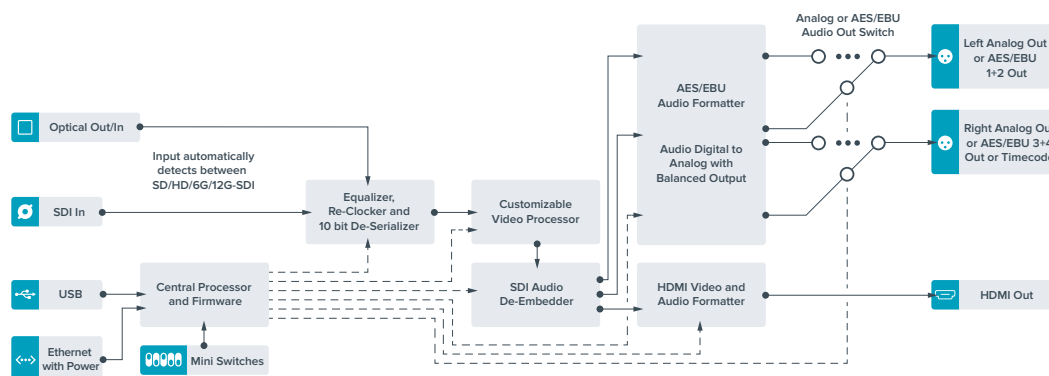 Analog or AES/EBU
Audio Out Switch
Left Analog Out
or AES/EBU
1+2 Out
AES/EBU
Audio Formatter
Optical Out/In
Right Analog Ou
or AES/EBU 3+4
Out or Timecode
Input automatically
detects between
SD/HD/6G/12G-SDI
Audio Digital to
Analog with
Balanced Output
Equalizer,
Re-Clocker and
10 bit De-Serializer
Customizable
Video Processor
SDI In
USB
Central Processor
and Firmware
SDI Audio
De-Embedder
HDMI Video and
Audio Formatter
HDMI Out
Ethernet
with Power
Mini Switches